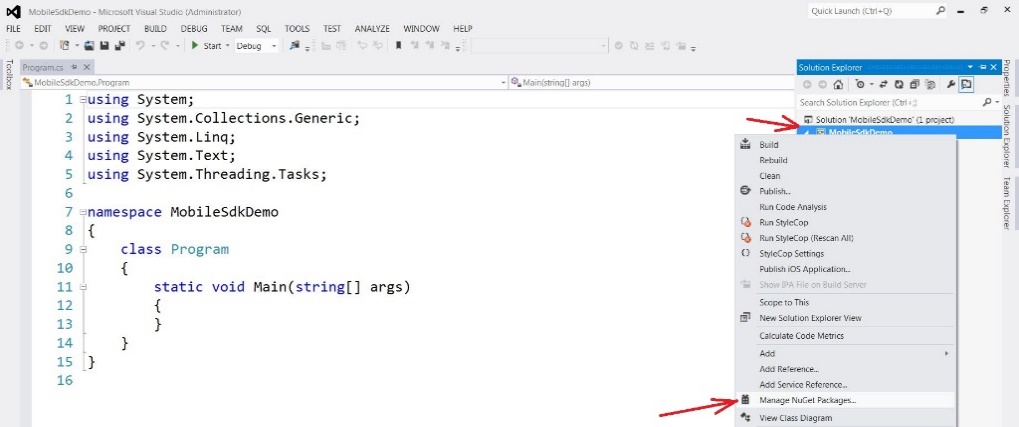 MobileSdkDemo - Microsoft Visual Studio (Administrator)
Quick Launch (Ctrl+Q)
FILE EDIT VIEW PROJECT BUILD DEBUG TEAM SQL TOOLS TEST ANALYZE WINDOW HELP
Start Debug
Toolbox
Program.cs
Solution Explorer
Properties
MobileSdkDemo.Program
Main(string[] args)
Search Solution Explorer (Ctrl+;)
Solution 'MobileSdkDemo' (1 project)
MobileSdkDemo
Solution Explorer
Team Explorer
1 using System;
2 using System.Collections.Generic;
3 using System.Linq;
4 using System.Text;
5 using System.Threading.Tasks;
6
7 namespace MobileSdkDemo
8 {
9 class Program
10 {
11 static void Main(string[] args)
12 {
13 }
14 }
15 }
16
Build
Rebuild
Clean
Publish...
Run Code Analysis
Run StyleCop
Run StyleCop (Rescan All)
StyleCop Settings
Publish iOS Application...
Show IPA File on Build Server
Scope to This
New Solution Explorer View
Calculate Code Metrics
Add
Add Reference...
Add Service Reference...
Manage NuGet Packages...
View Class Diagram